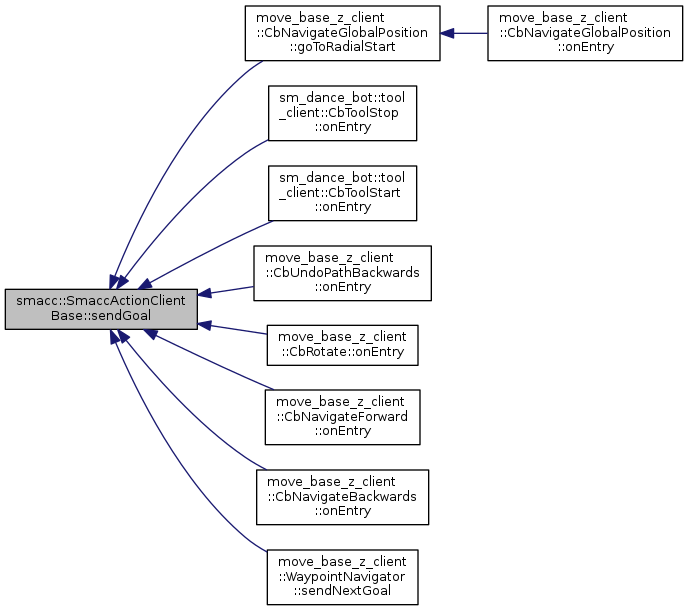 move_base_z_client
::CbNavigateGlobalPosition
::goToRadialStart
move_base_z_client
::CbNavigateGlobalPosition
::onEntry
sm_dance_bot::tool
_client::CbToolStop
::onEntry
sm_dance_bot::tool
_client::CbToolStart
::onEntry
move_base_z_client
::CbUndoPathBackwards
::onEntry
smacc::SmaccActionClient
Base::sendGoal
move_base_z_client
::CbRotate::onEntry
move_base_z_client
::CbNavigateForward
::onEntry
move_base_z_client
::CbNavigateBackwards
::onEntry
move_base_z_client
::WaypointNavigator
::sendNextGoal